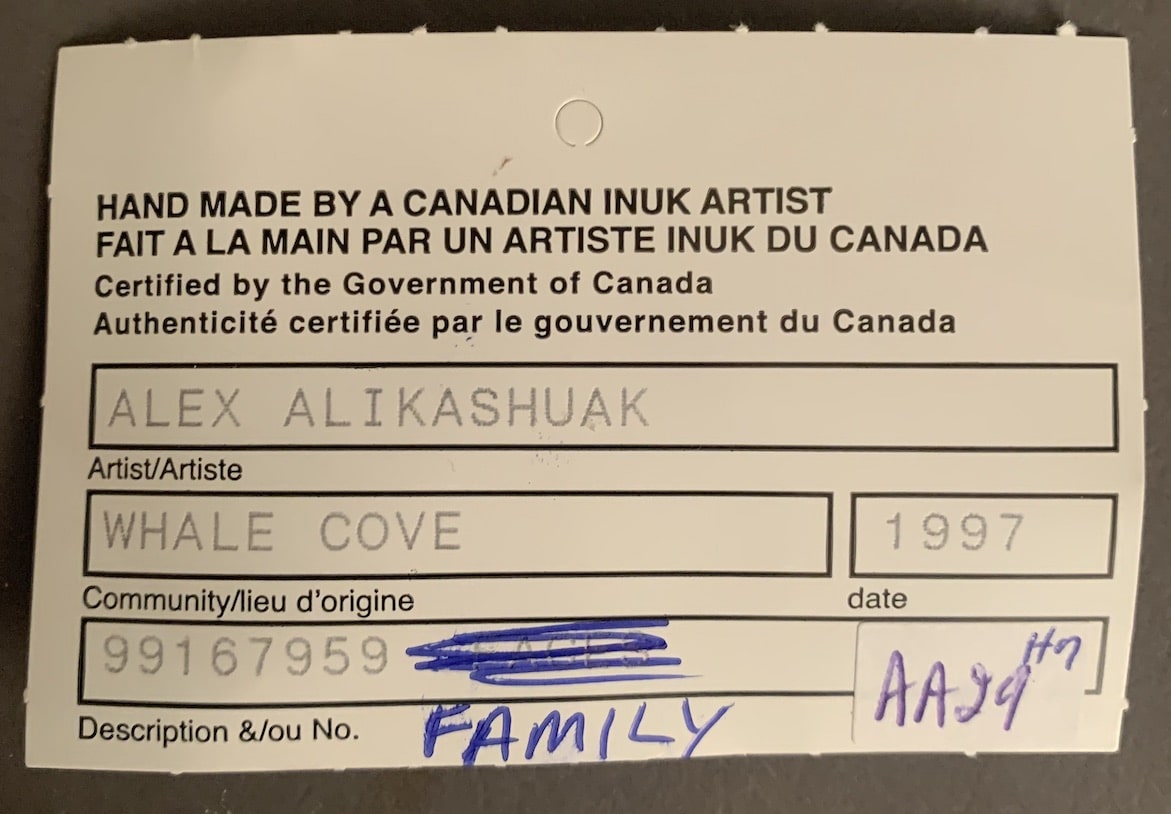 HAND MADE BY A CANADIAN INUK ARTIST
FAIT A LA MAIN PAR UN ARTISTE INUK DU CANADA
Certified by the Government of Canada
Authenticité certifiée par le gouvernement du Canada
ALEX ALIKASHUAK
Artist/Artiste
WHALE COVE 1997
Community/lieu d'origine date
99167959
Description &/ou No. FAMILY
AA29